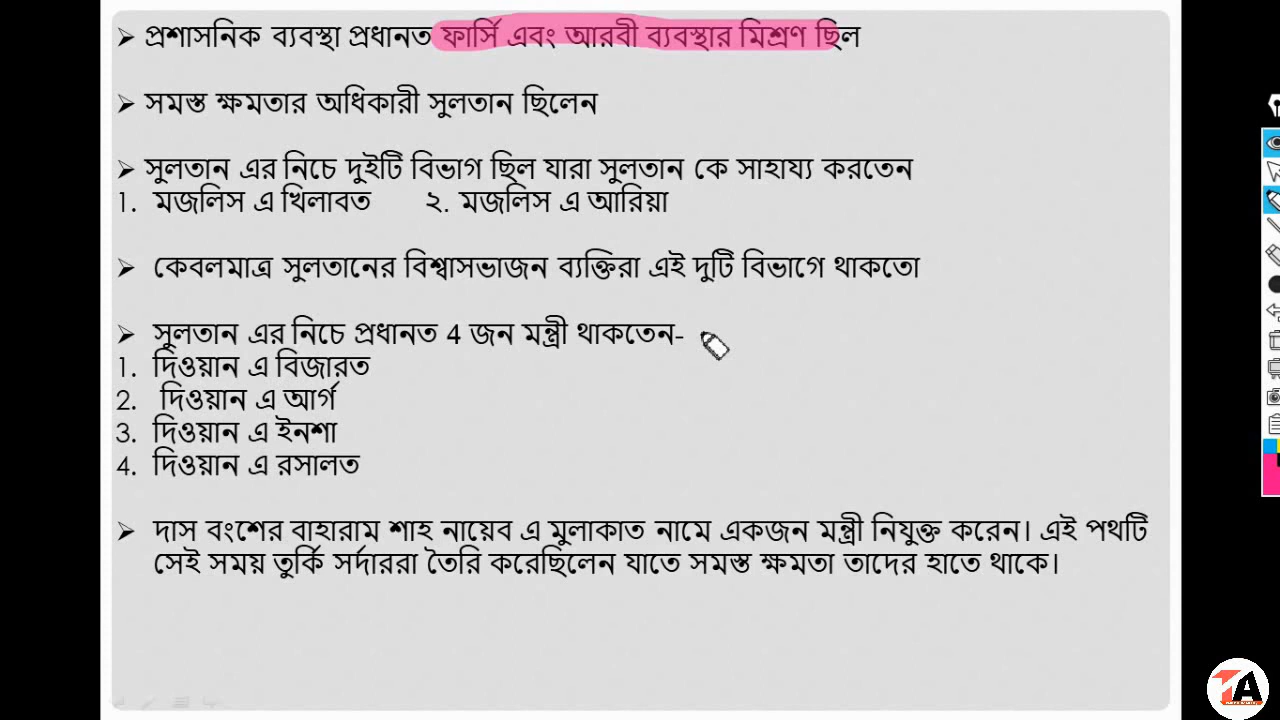 ➢ প্রশাসনিক ব্যবস্থা প্রধানত ফার্সি এবং আরবী ব্যবস্থার মিশ্রণ ছিল
➢ সমস্ত ক্ষমতার অধিকারী সুলতান ছিলেন
➢ সুলতান এর নিচে দুইটি বিভাগ ছিল যারা সুলতান কে সাহায্য করতেন
1. মজলিস এ খিলাবত ২. মজলিস এ আরিয়া
➢ কেবলমাত্র সুলতানের বিশ্বাসভাজন ব্যক্তিরা এই দুটি বিভাগে থাকতো
➢ সুলতান এর নিচে প্রধানত 4 জন মন্ত্রী থাকতেন-
1. দিওয়ান এ বিজারত
2. দিওয়ান এ আর্গ
3. দিওয়ান এ ইনশা
4. দিওয়ান এ রসালত
➢ দাস বংশের বাহারাম শাহ নায়েব এ মুলাকাত নামে একজন মন্ত্রী নিযুক্ত করেন। এই পথটি
সেই সময় তুর্কি সর্দাররা তৈরি করেছিলেন যাতে সমস্ত ক্ষমতা তাদের হাতে থাকে।